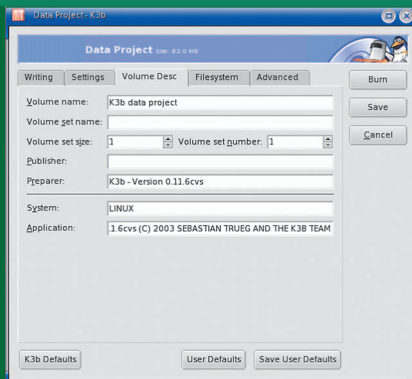 Data Project - K3b
Data Project Size: 82.0 MB
Writing Settings Volume Desc Filesystem Advanced
Burn
Save
Cancel
Volume name: K3b data project
Volume set name:
Volume set size: 1 Volume set number: 1
Publisher:
Preparer: K3b - Version 0.11.6cvs
System: LINUX
Application: .1.6cvs (C) 2003 SEBASTIAN TRUEG AND THE K3B TEAM
K3b Defaults User Defaults Save User Defaults